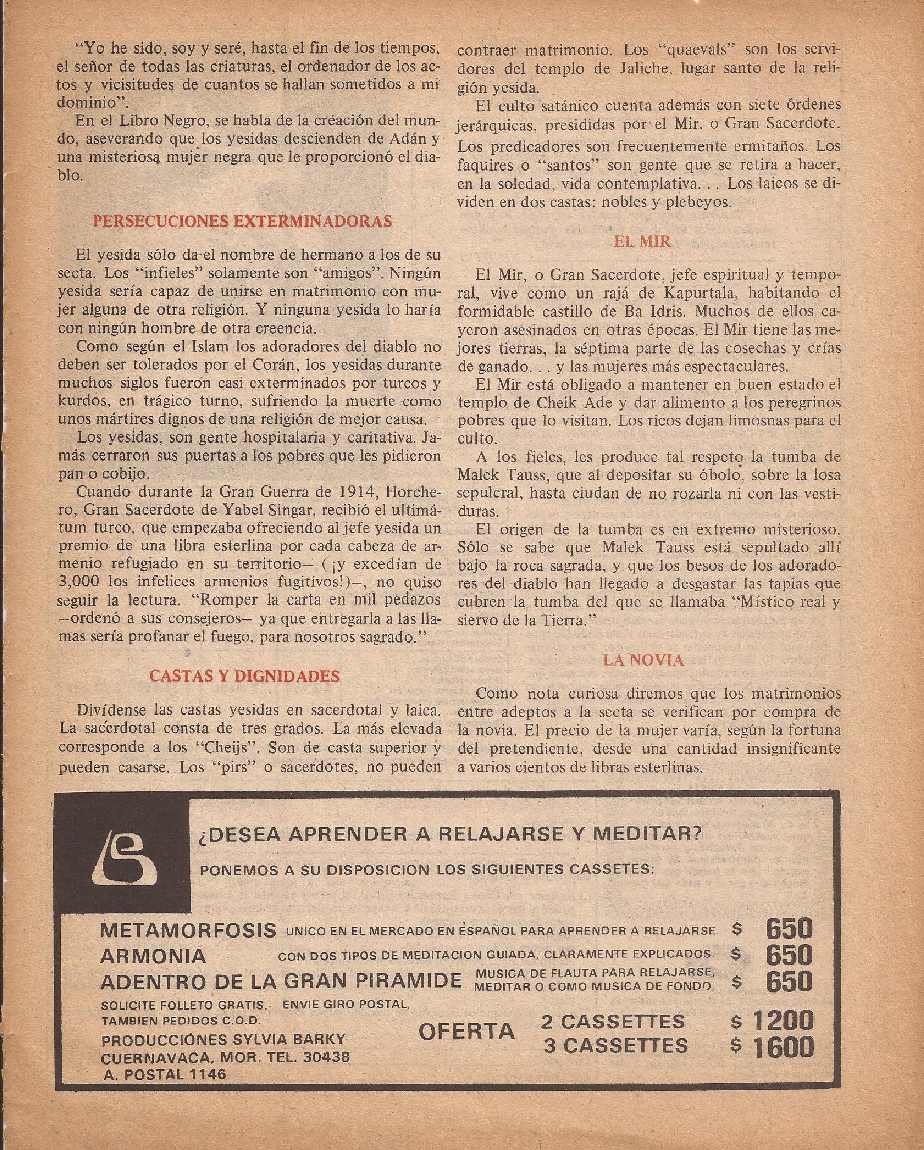 “Yo he sido, soy y seré, hasta el fin de los tiempos,
el señor de todas las criaturas, el ordenador de los ac-
tos y vicisitudes de cuantos se hallan sometidos a mi
dominio”.
En el Libro Negro, se habla de la creación del mun-
do, aseverando que los yesidas descienden de Adán y
una misteriosa mujer negra que le proporcionó el dia-
blo.
PERSECUCIONES EXTERMINADORAS
El yesida sólo da el nombre de hermano a los de su
secta. Los “infieles” solamente son “amigos”. Ningún
yesida sería capaz de unirse en matrimonio con mu-
jer alguna de otra religión. Y ninguna yesida lo haría
con ningún hombre de otra creencia.
Como según el Islam los adoradores del diablo no
deben ser tolerados por el Corán, los yesidas durante
muchos siglos fueron casi exterminados por turcos y
kurdos, en trágico turno, sufriendo la muerte como
unos mártires dignos de una religión de mejor causa.
Los yesidas, son gente hospitalaria y caritativa. Ja-
más cerraron sus puertas a los pobres que les pidieron
pan o cobijo.
Cuando durante la Gran Guerra de 1914, Horche-
ro, Gran Sacerdote de Yabel Singar, recibió el ultimá-
tum turco, que empezaba ofreciendo al jefe yesida un
premio de una libra esterlina por cada cabeza de ar-
menio refugiado en su territorio— (¡y excedían de
3,000 los infelices armenios fugitivos!)—, no quiso
seguir la lectura. “Romper la carta en mil pedazos
—ordenó a sus consejeros— ya que entregarla a las lla-
mas sería profanar el fuego, para nosotros sagrado.”
CASTAS Y DIGNIDADES
Divídense las castas yesidas en sacerdotal y laica.
La sacerdotal consta de tres grados. La más elevada
corresponde a los “Cheijs”. Son de casta superior y
pueden casarse. Los “pirs” o sacerdotes, no pueden
contraer matrimonio. Los “quaevals” son los servi-
dores del templo de Jaliche, lugar santo de la reli-
gión yesida.
El culto satánico cuenta además con siete órdenes
jerárquicas, presididas por el Mir, o Gran Sacerdote.
Los predicadores son frecuentemente ermitaños. Los
faquires o “santos” son gente que se retira a hacer,
en la soledad, vida contemplativa. . . Los laicos se di-
viden en dos castas: nobles y plebeyos.
EL MIR
El Mir, o Gran Sacerdote, jefe espiritual y tempo-
ral, vive como un rajá de Kapurtala, habitando el
formidable castillo de Ba Idris. Muchos de ellos ca-
yeron asesinados en otras épocas. El Mir tiene las me-
jores tierras, la séptima parte de las cosechas y crías
de ganado. . . y las mujeres más espectaculares.
El Mir está obligado a mantener en buen estado el
templo de Cheik Ade y dar alimento a los peregrinos
pobres que lo visitan. Los ricos dejan limosnas para el
culto.
A los fieles, les produce tal respeto la tumba de
Malek Tauss, que al depositar su óbolo, sobre la losa
sepulcral, hasta ciudan de no rozarla ni con las vesti-
duras.
El origen de la tumba es en extremo misterioso.
Sólo se sabe que Malek Tauss está sepultado allí
bajo la roca sagrada, y que los besos de los adorado-
res del diablo han llegado a desgastar las tapias que
cubren la tumba del que se llamaba “Místico real y
siervo de la Tierra.”
LA NOVIA
Como nota curiosa diremos que los matrimonios
entre adeptos a la secta se verifican por compra de
la novia. El precio de la mujer varía, según la fortuna
del pretendiente, desde una cantidad insignificante
a varios cientos de libras esterlinas.
¿DESEA APRENDER A RELAJARSE Y MEDITAR?
PONEMOS A SU DISPOSICION LOS SIGUIENTES CASSETES:
METAMORFOSIS UNICO EN EL MERCADO EN ESPAÑOL PARA APRENDER A RELAJARSE $ 650
ARMONIA CON DOS TIPOS DE MEDITACION GUIADA, CLARAMENTE EXPLICADOS $ 650
ADENTRO DE LA GRAN PIRAMIDE MUSICA DE FLAUTA PARA RELAJARSE, MEDITAR O COMO MUSICA DE FONDO. $ 650
SOLICITE FOLLETO GRATIS, ENVIE GIRO POSTAL,
TAMBIEN PEDIDOS C.O.D.
PRODUCCIONES SYLVIA BARKY
CUERNAVACA, MOR. TEL. 30438
A. POSTAL 1146
OFERTA 2 CASSETTES $ 1200
3 CASSETTES $ 1600